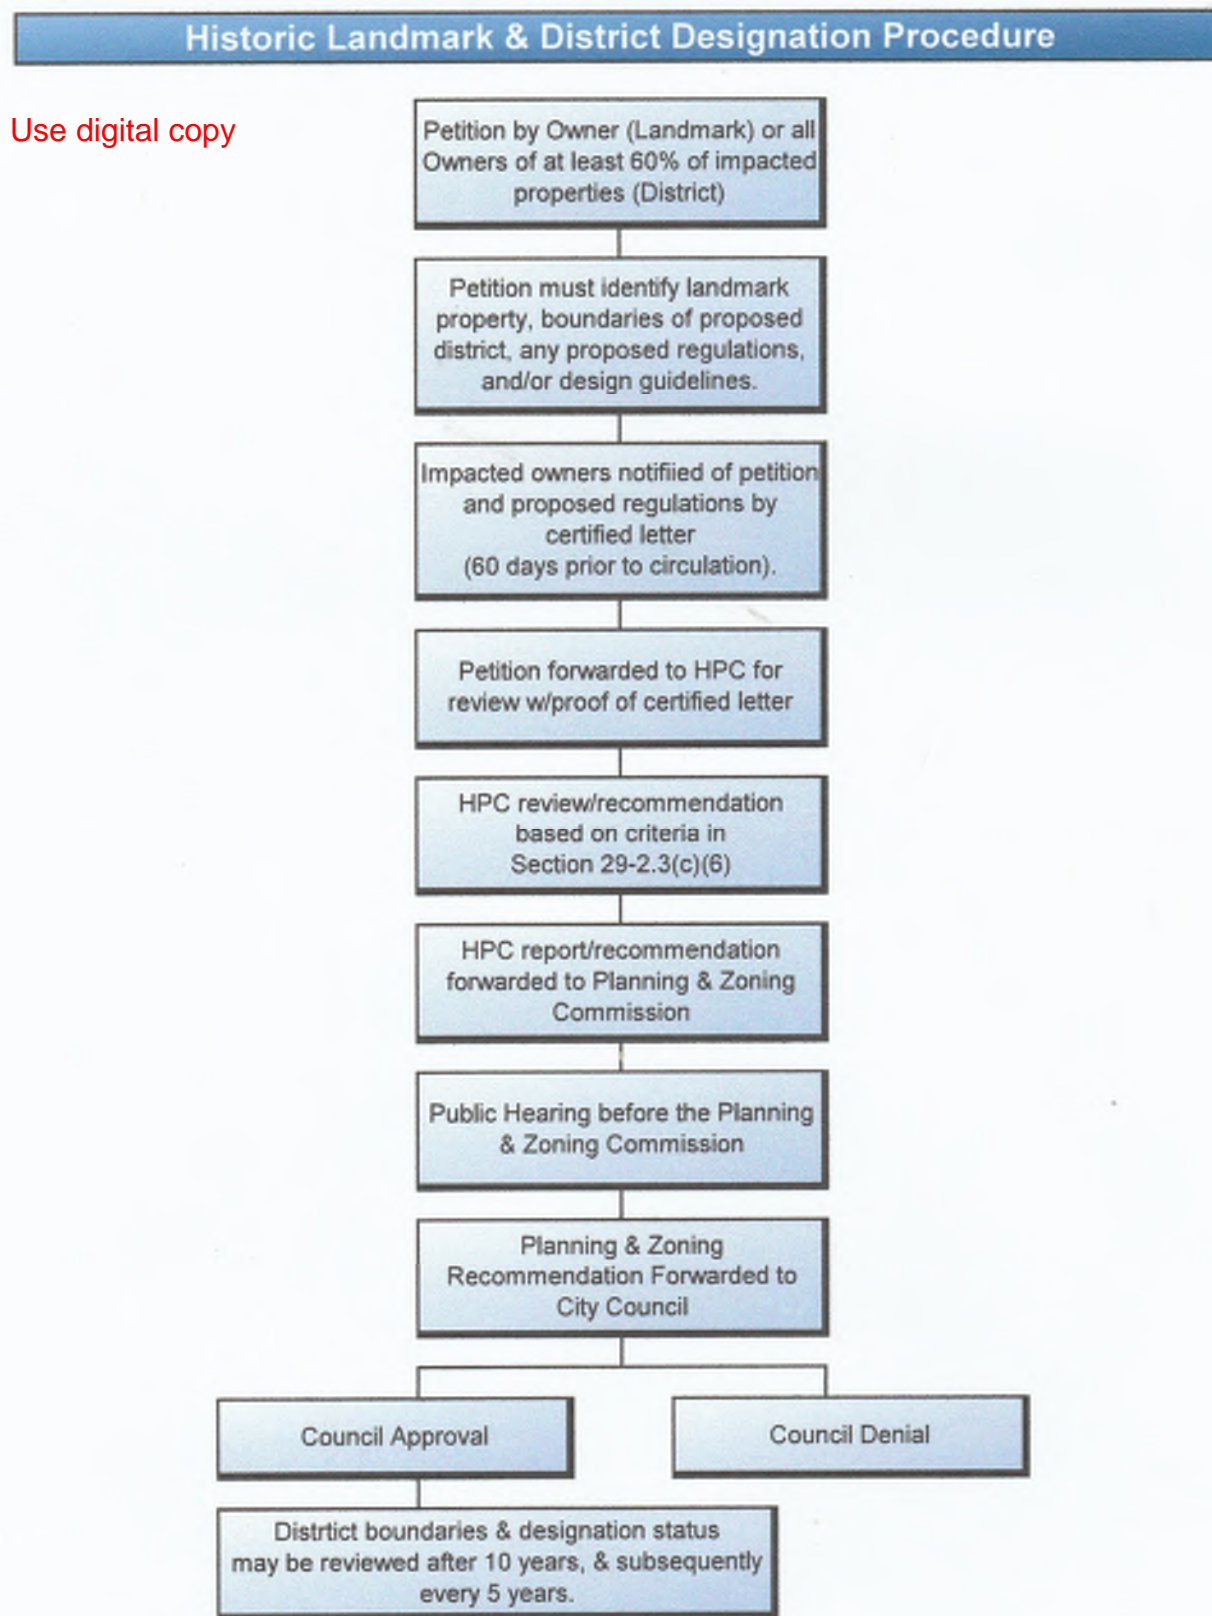 Historic Landmark & District Designation Procedure
Use digital copy
Petition by Owner (Landmark) or all
Owners of at least 60% of impacted
properties (District)
Petition must identify landmark
property, boundaries of proposed
district, any proposed regulations,
and/or design guidelines.
Impacted owners notifiied of petition
and proposed regulations by
certified letter
(60 days prior to circulation).
Petition forwarded to HPC for
review w/proof of certified letter
HPC review/recommendation
based on criteria in
Section 29-2.3(c)(6)
HPC report/recommendation
forwarded to Planning & Zoning
Commission
Public Hearing before the Planning
& Zoning Commission
Planning & Zoning
Recommendation Forwarded to
City Council
Council Approval
Council Denial
Distrtict boundaries & designation status
may be reviewed after 10 years, & subsequently
every 5 years.